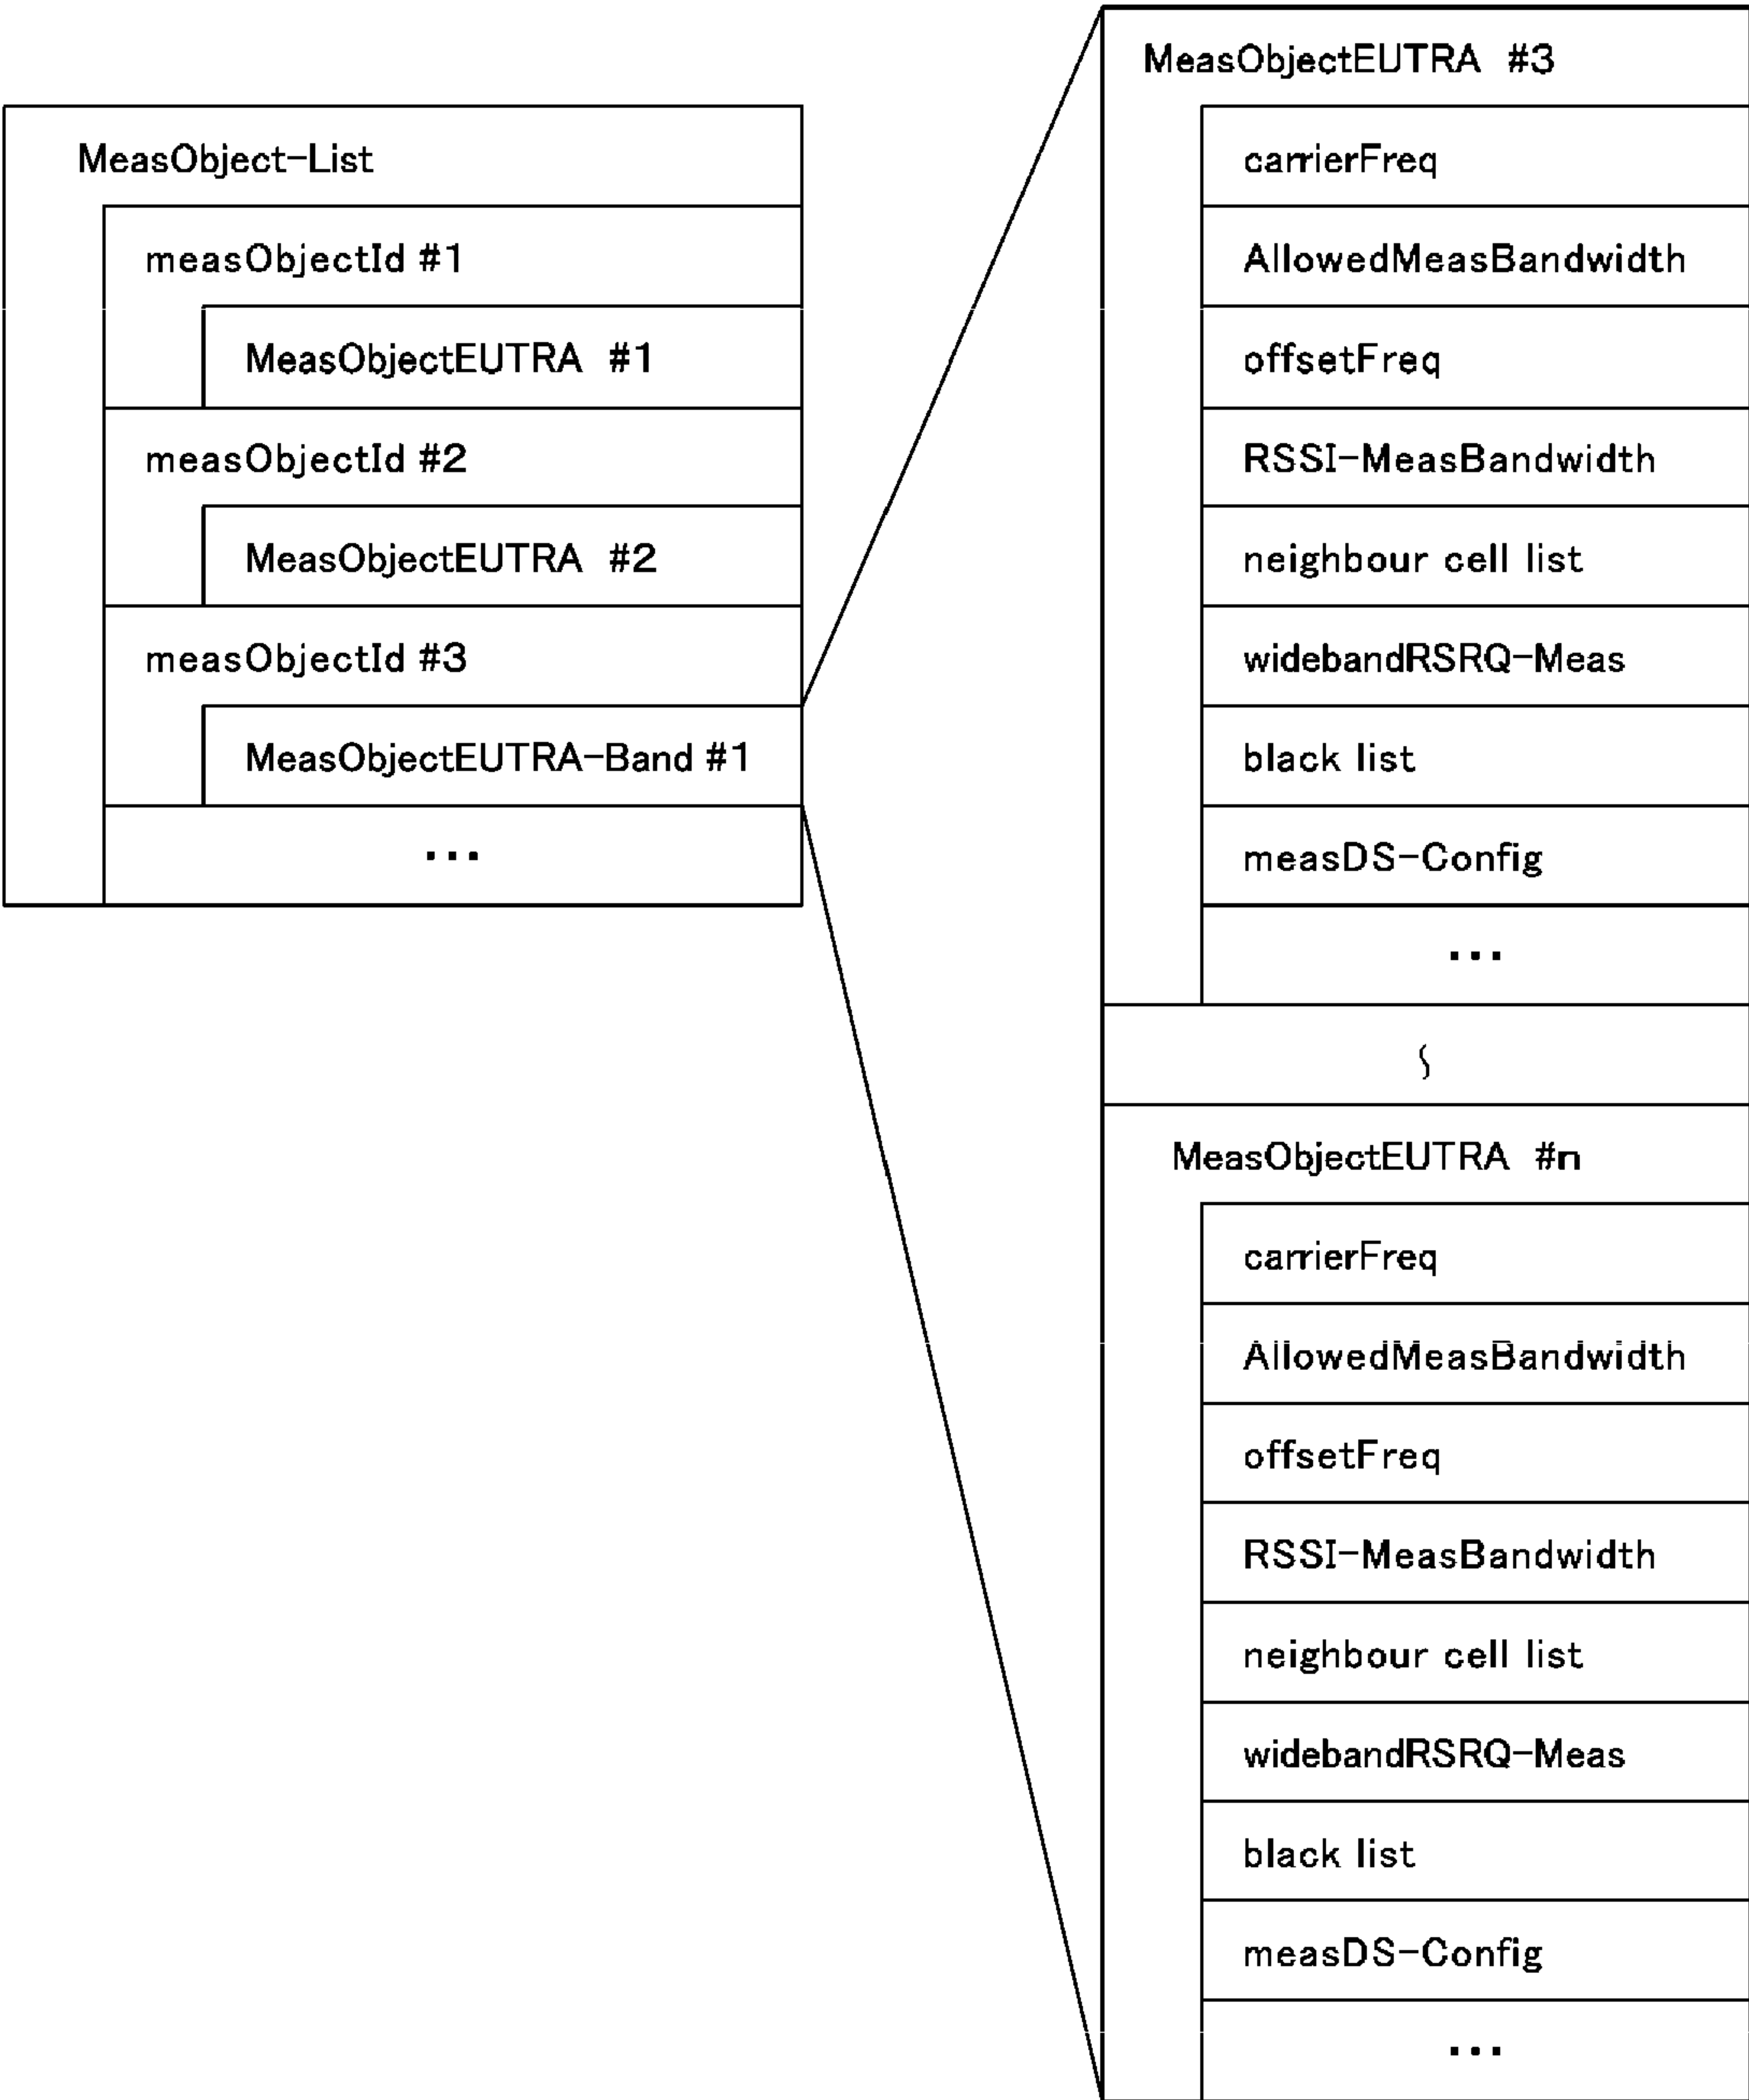 MeasObject-List
measObjectId #1
MeasObjectEUTRA #1
measObjectId #2
MeasObjectEUTRA #2
measObjectId #3
MeasObjectEUTRA-Band #1
...
MeasObjectEUTRA #3
carrierFreq
AllowedMeasBandwidth
offsetFreq
RSSI-MeasBandwidth
neighbour cell list
widebandRSRQ-Meas
black list
measDS-Config
...
MeasObjectEUTRA #n
carrierFreq
AllowedMeasBandwidth
offsetFreq
RSSI-MeasBandwidth
neighbour cell list
widebandRSRQ-Meas
black list
measDS-Config
...